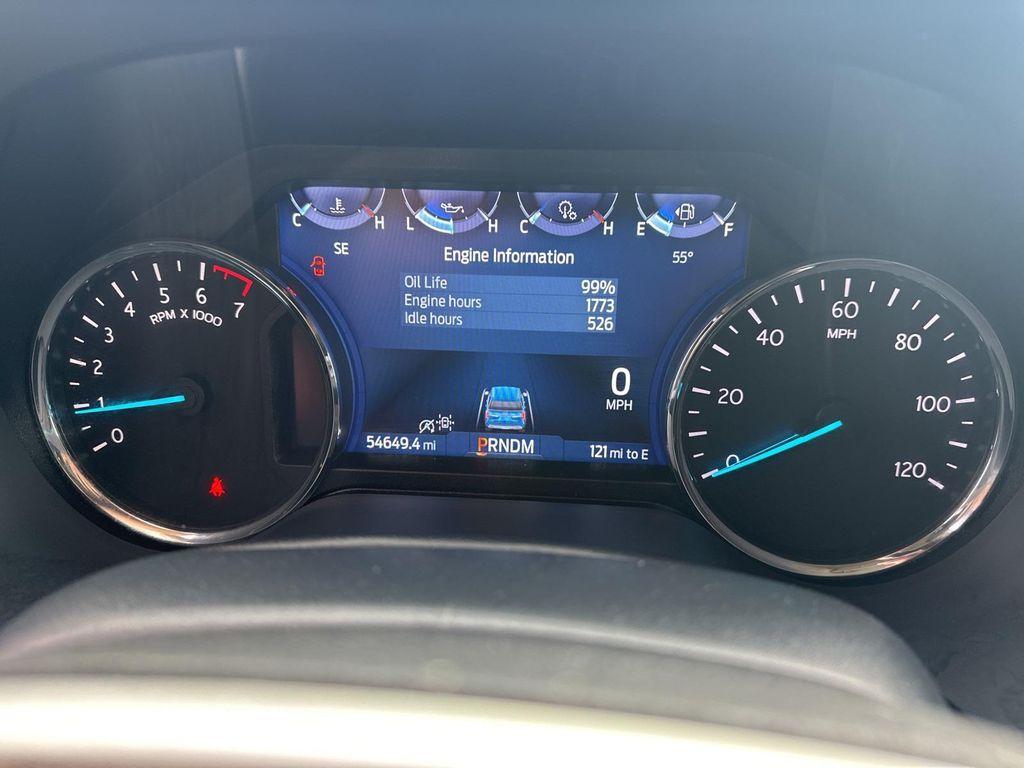 C H
L H
C H
E F
SE
Engine Information
55°
Oil Life 99%
Engine hours 1773
Idle hours 526
0
MPH
54649.4 mi
PRNDM
121 mi to E
0 1 2 3 4 5 6 7
RPM X 1000
0 20 40 60 80 100 120
MPH